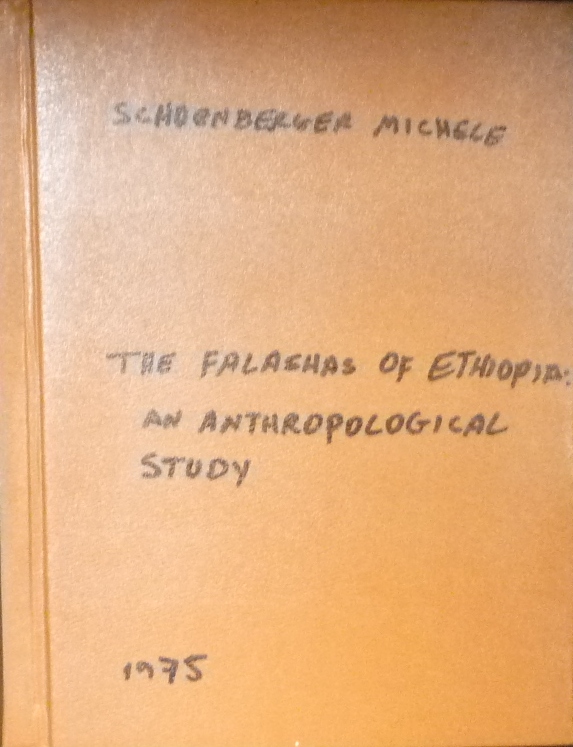 SCHOENBERGER MICHELE
THE FALASHAS OF ETHIOPIA:
AN ANTHROPOLOGICAL
STUDY
1975